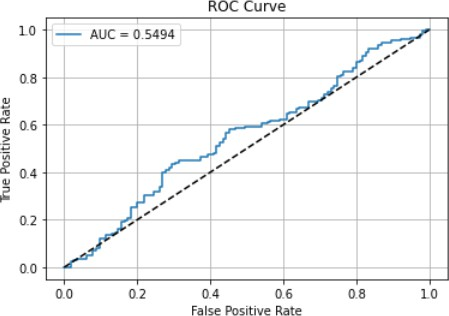 ROC Curve
AUC = 0.5494
True Positive Rate
1.0
0.8
0.6
0.4
0.2
0.0
0.0 0.2 0.4 0.6 0.8 1.0
False Positive Rate